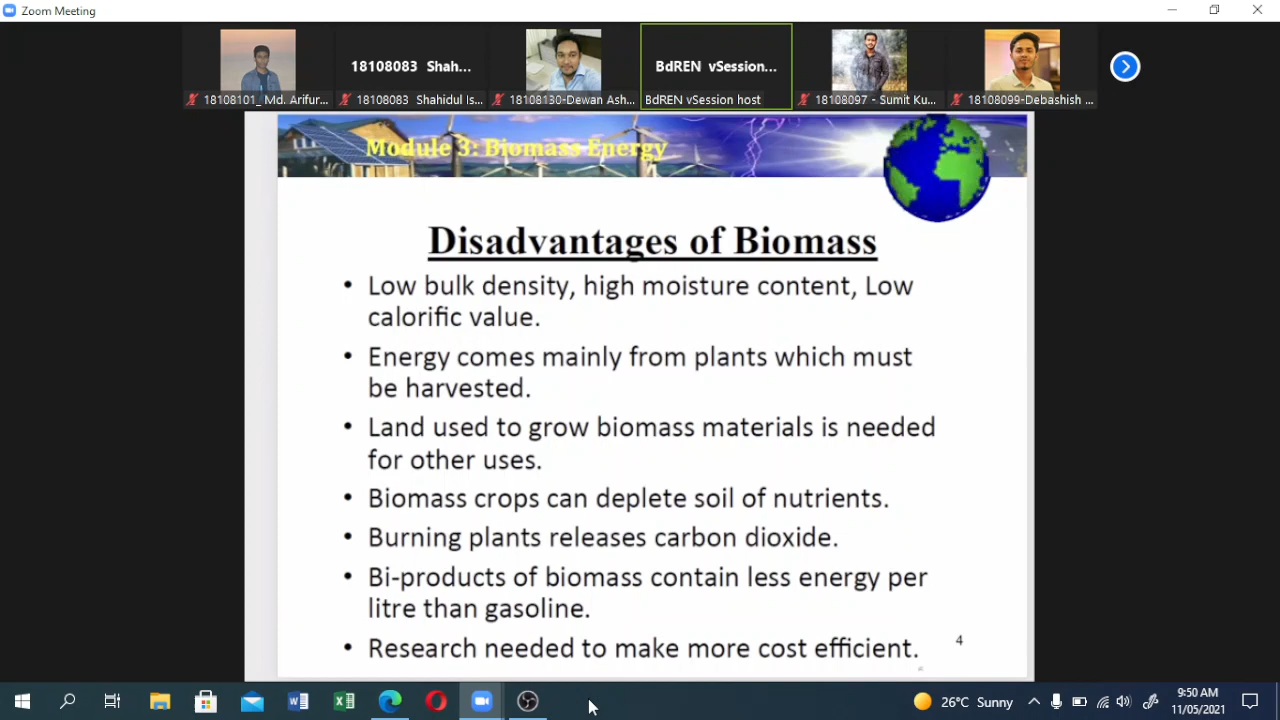 Zoom Meeting
18108083 Shah...
BdREN vSession...
18108101_ Md. Arifur...
18108083 Shahidul Is...
18108130-Dewan Ash...
BdREN vSession host
18108097 - Sumit Ku...
18108099-Debashish ...
Module 3: Biomass Energy
Disadvantages of Biomass
• Low bulk density, high moisture content, Low
calorific value.
• Energy comes mainly from plants which must
be harvested.
• Land used to grow biomass materials is needed
for other uses.
• Biomass crops can deplete soil of nutrients.
• Burning plants releases carbon dioxide.
• Bi-products of biomass contain less energy per
litre than gasoline.
• Research needed to make more cost efficient.
4
26°C Sunny
9:50 AM
11/05/2021